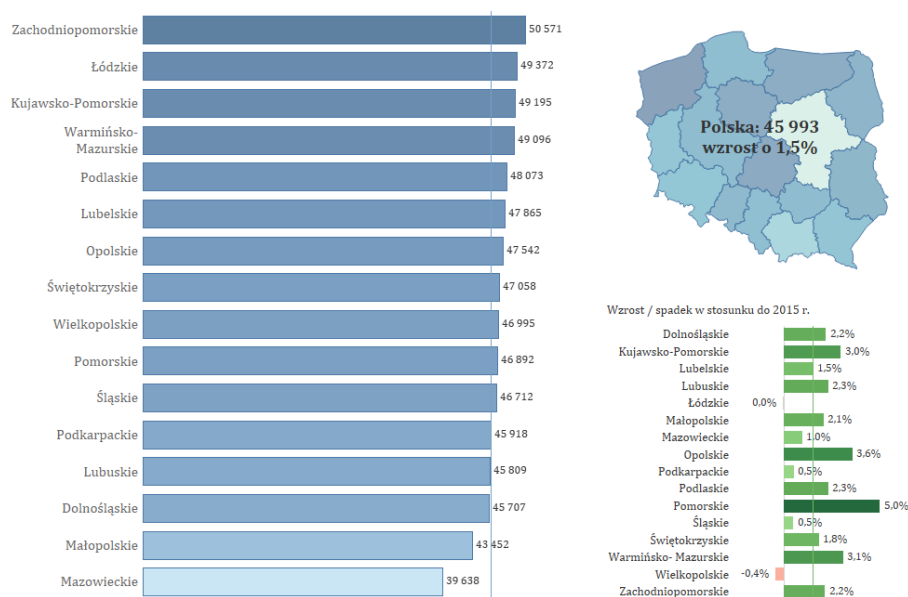 Zachodniopomorskie 50 571
Łódzkie 49 372
Kujawsko-Pomorskie 49 195
Warmińsko-
Mazurskie 49 096
Podlaskie 48 073
Lubelskie 47 865
Opolskie 47 542
Świętokrzyskie 47 058
Wielkopolskie 46 995
Pomorskie 46 892
Śląskie 46 712
Podkarpackie 45 918
Lubuskie 45 809
Dolnośląskie 45 707
Małopolskie 43 452
Mazowieckie 39 638
Polska: 45 993
wzrost o 1,5%
Wzrost / spadek w stosunku do 2015 r.
Dolnośląskie 2,2%
Kujawsko-Pomorskie 3,0%
Lubelskie 1,5%
Lubuskie 2,3%
Łódzkie 0,0%
Małopolskie 2,1%
Mazowieckie 1,0%
Opolskie 3,6%
Podkarpackie 0,5%
Podlaskie 2,3%
Pomorskie 5,0%
Śląskie 0,5%
Świętokrzyskie 1,8%
Warmińsko- Mazurskie 3,1%
Wielkopolskie -0,4%
Zachodniopomorskie 2,2%